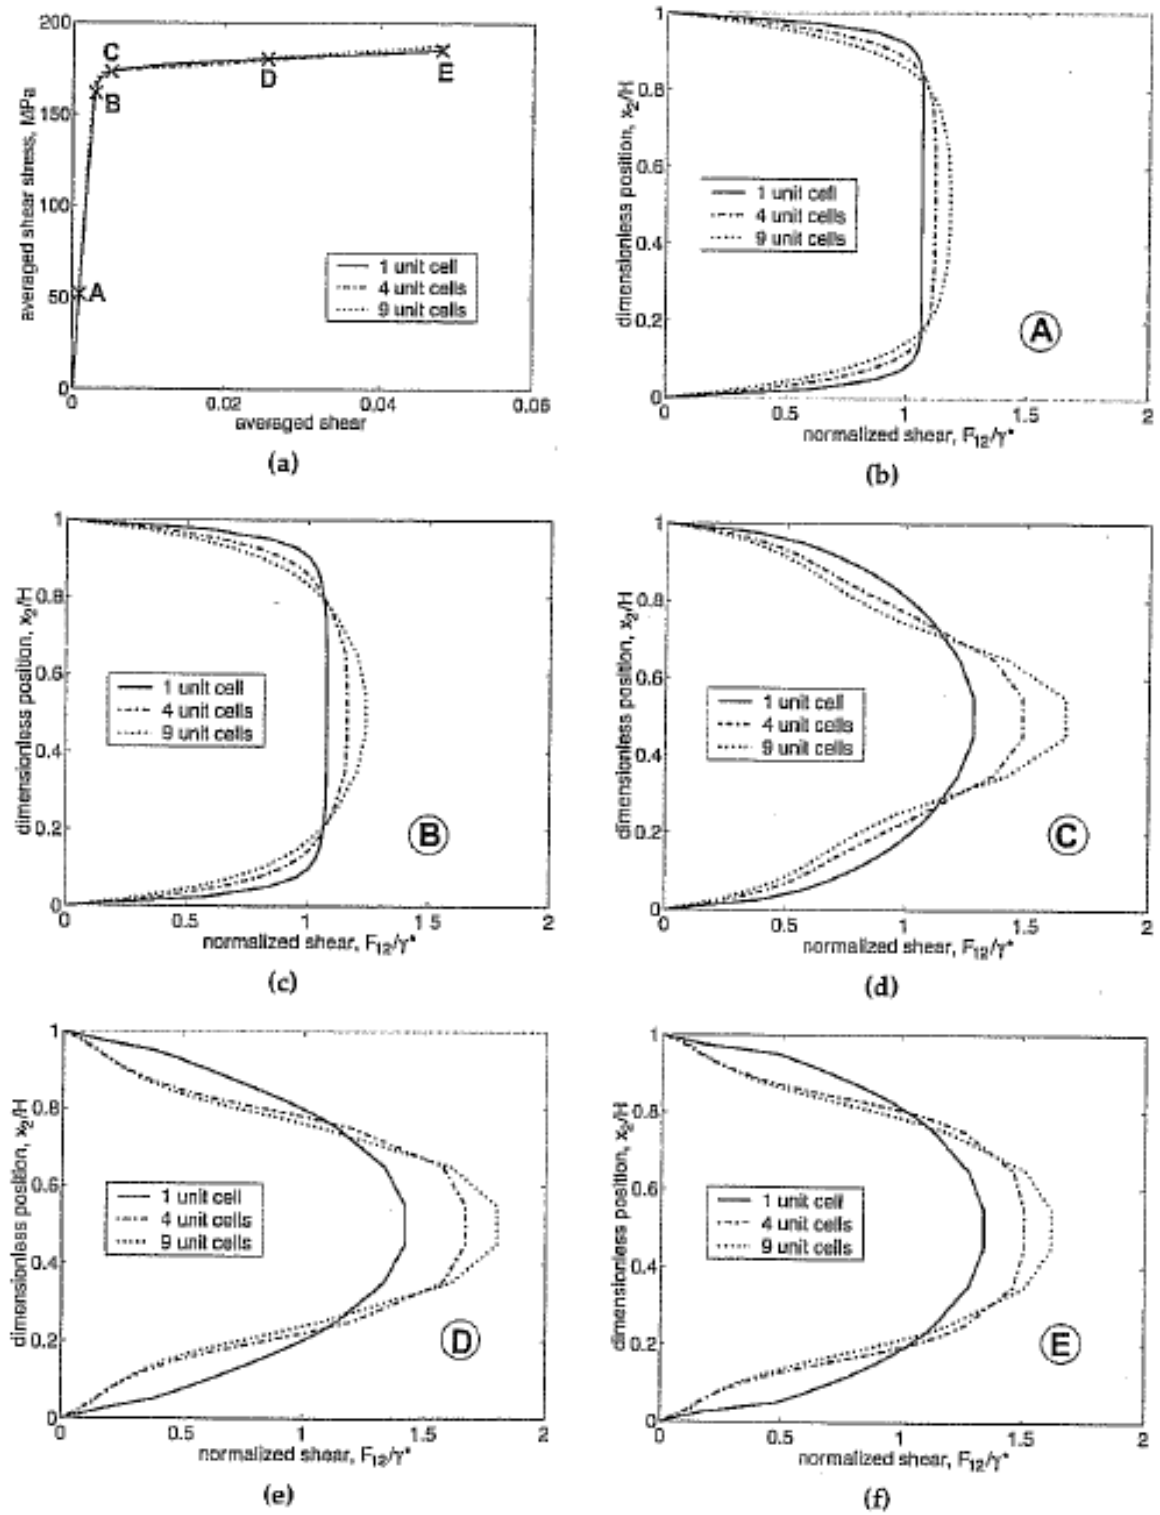 200
150
100
50
0
averaged shear stress, MPa
A
B
C
D
E
1 unit cell
4 unit cells
9 unit cells
0
0.02
0.04
0.06
averaged shear
(a)
1
0.8
0.6
0.4
0.2
0
dimensionless position, x2/H
1 unit cell
4 unit cells
9 unit cells
A
0
0.5
1
1.5
2
normalized shear, F12/γ*
(b)
1
0.8
0.6
0.4
0.2
0
dimensionless position, x2/H
1 unit cell
4 unit cells
9 unit cells
B
0
0.5
1
1.5
2
normalized shear, F12/γ*
(c)
1
0.8
0.6
0.4
0.2
0
dimensionless position, x2/H
1 unit cell
4 unit cells
9 unit cells
C
0
0.5
1
1.5
2
normalized shear, F12/γ*
(d)
1
0.8
0.6
0.4
0.2
0
dimensionless position, x2/H
1 unit cell
4 unit cells
9 unit cells
D
0
0.5
1
1.5
2
normalized shear, F12/γ*
(e)
1
0.8
0.6
0.4
0.2
0
dimensionless position, x2/H
1 unit cell
4 unit cells
9 unit cells
E
0
0.5
1
1.5
2
normalized shear, F12/γ*
(f)